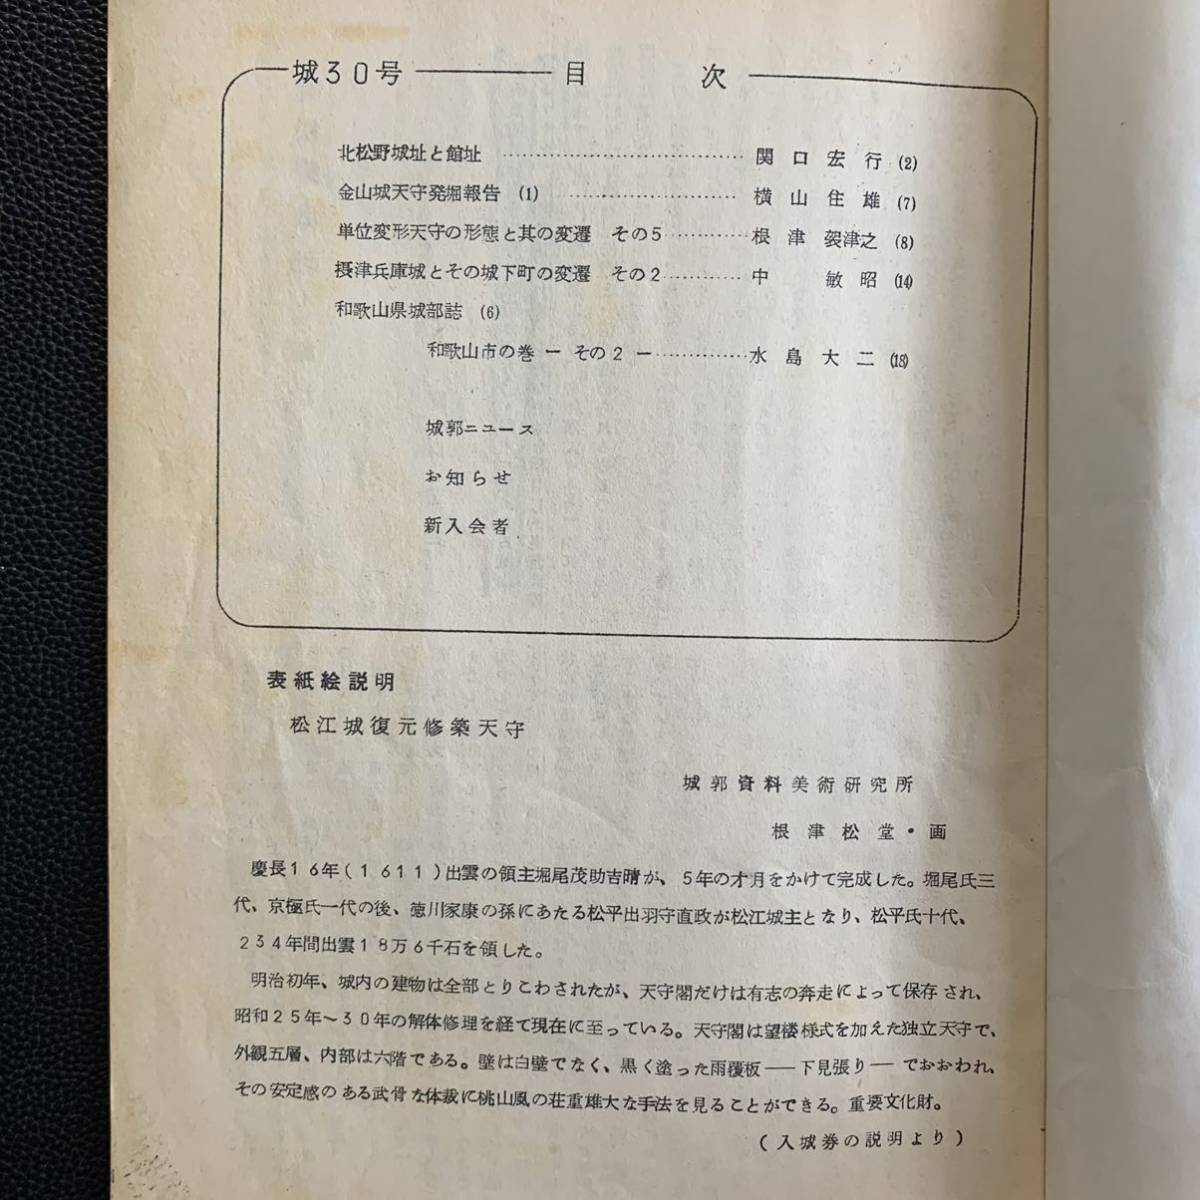 城30号 目次
北松野城址と館址 ………… 関口宏行 (2)
金山城天守発堀報告 (1) ………… 横山住雄 (7)
単位変形天守の形態と其の変遷 その5 ………… 根津袈津之 (8)
摂津兵庫城とその城下町の変遷 その2 ………… 中 敏昭 (14)
和歌山県城部誌 (6)
和歌山市の巻 ー その2 ー ………… 水島大二 (18)
城郭ニュース
お知らせ
新入会者
表紙絵説明
松江城復元修築天守
城郭資料美術研究所
根津松堂・画
慶長16年(1611)出雲の領主堀尾茂助吉晴が、5年の才月をかけて完成した。堀尾氏三
代、京極氏一代の後、徳川家康の孫にあたる松平出羽守直政が松江城主となり、松平氏十代、
234年間出雲18万6千石を領した。
明治初年、城内の建物は全部とりこわされたが、天守閣だけは有志の奔走によって保存され、
昭和25年〜30年の解体修理を経て現在に至っている。天守閣は望楼様式を加えた独立天守で、
外観五層、内部は六階である。壁は白壁でなく、黒く塗った雨覆板――下見張り――でおおわれ、
その安定感のある武骨な体裁に桃山風の荘重雄大な手法を見ることができる。重要文化財。
(入城券の説明より)